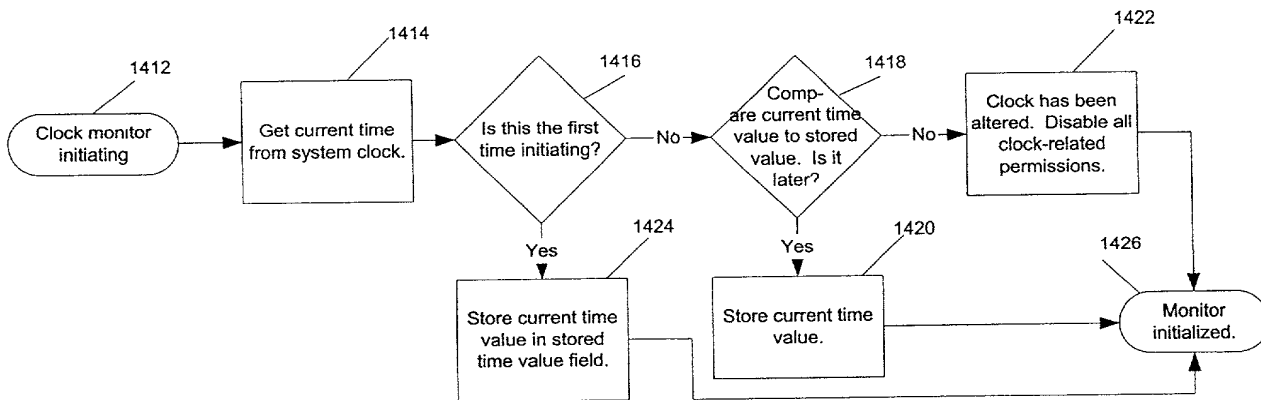 1412
Clock monitor
initiating
1414
Get current time
from system clock.
1416
Is this the first
time initiating?
No
1418
Comp-
are current time
value to stored
value. Is it
later?
No
1422
Clock has been
altered. Disable all
clock-related
permissions.
Yes
1424
Store current time
value in stored
time value field.
Yes
1420
Store current time
value.
1426
Monitor
initialized.